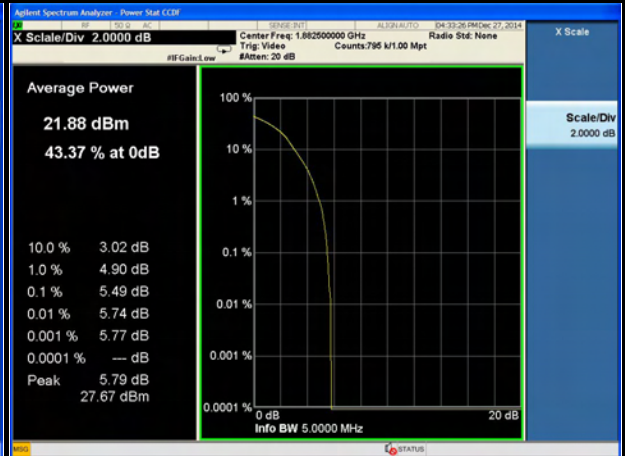 Agilent Spectrum Analyzer - Power Stat CCDF
RF 50 Ω AC SENSE:INT ALIGN AUTO 04:33:26 PM Dec 27, 2014
X Sclale/Div 2.0000 dB
Center Freq: 1.882500000 GHz Radio Std: None
Trig: Video Counts:795 k/1.00 Mpt
#IFGain:Low #Atten: 20 dB
X Scale
Scale/Div
2.0000 dB
Average Power
21.88 dBm
43.37 % at 0dB
10.0 % 3.02 dB
1.0 % 4.90 dB
0.1 % 5.49 dB
0.01 % 5.74 dB
0.001 % 5.77 dB
0.0001 % --- dB
Peak 5.79 dB
27.67 dBm
100 %
10 %
1 %
0.1 %
0.01 %
0.001 %
0.0001 %
0 dB 20 dB
Info BW 5.0000 MHz
MSG STATUS